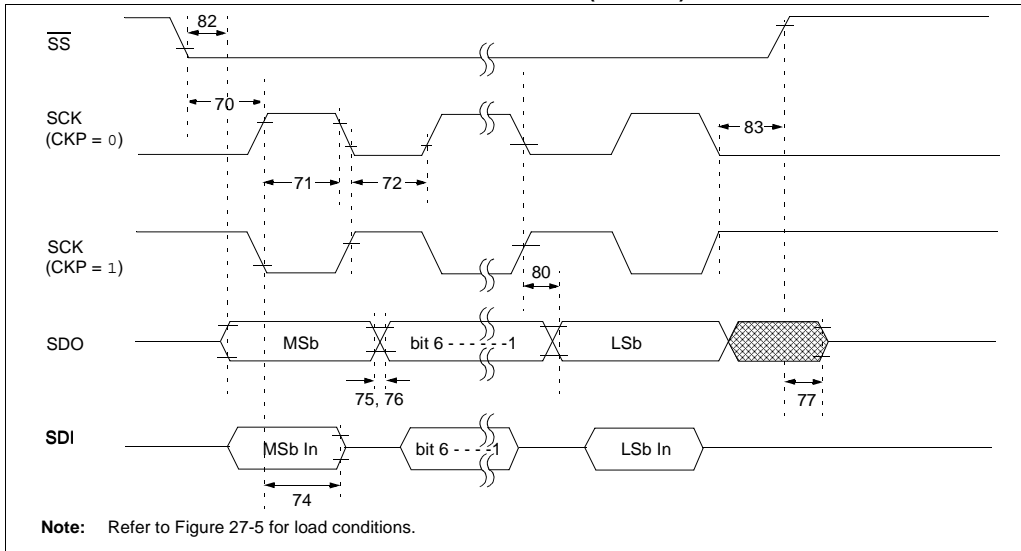 82
SS
70
SCK
(CKP = 0)
83
71
72
SCK
(CKP = 1)
80
SDO
MSb
bit 6 - - - - - -1
LSb
75, 76
77
SDI
MSb In
bit 6 - - - -1
LSb In
74
Note: Refer to Figure 27-5 for load conditions.